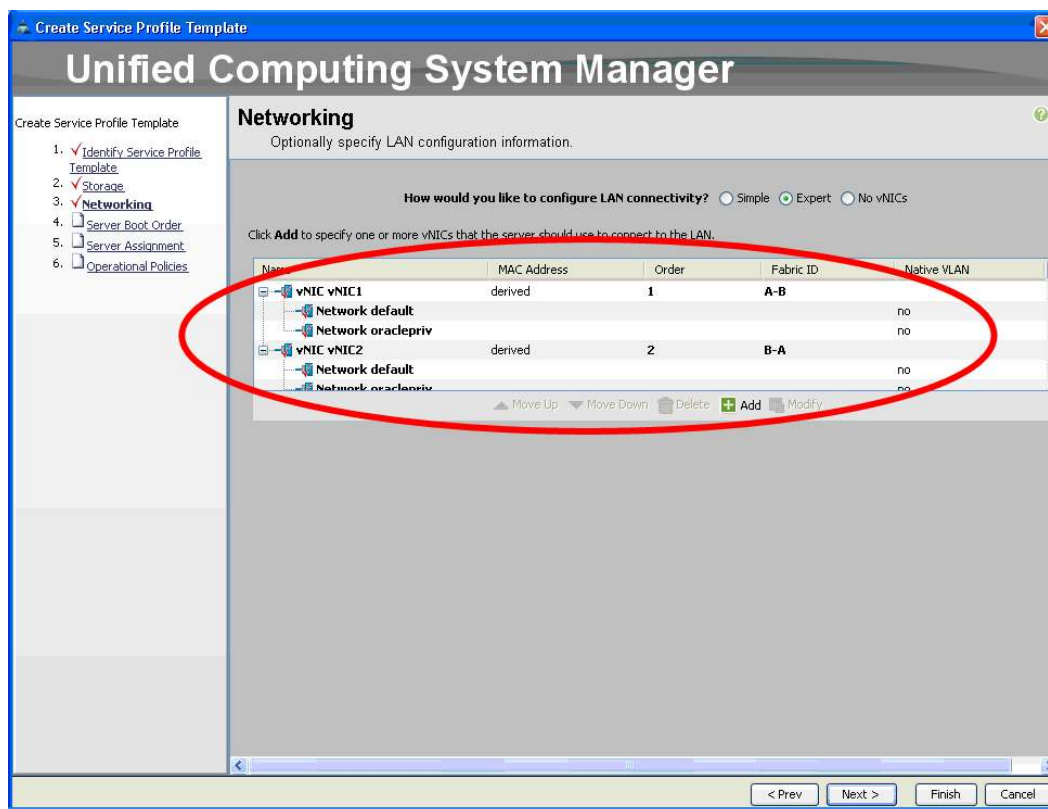 Create Service Profile Template
Unified Computing System Manager
Create Service Profile Template
1. Identify Service Profile
Template
2. Storage
3. Networking
4. Server Boot Order
5. Server Assignment
6. Operational Policies
Networking
Optionally specify LAN configuration information.
How would you like to configure LAN connectivity? Simple Expert No vNICs
Click Add to specify one or more vNICs that the server should use to connect to the LAN.
Name MAC Address Order Fabric ID Native VLAN
vNIC vNIC1 derived 1 A-B
Network default no
Network oraclepriv no
vNIC vNIC2 derived 2 B-A
Network default no
Network oraclepriv no
Move Up Move Down Delete Add Modify
< Prev Next > Finish Cancel